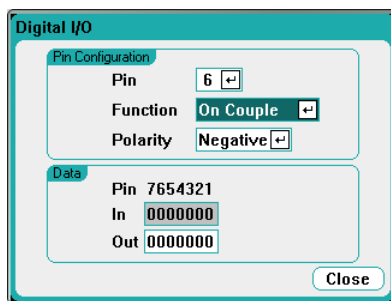 Digital I/O
Pin Configuration
Pin 6
Function On Couple
Polarity Negative
Data
Pin 7654321
In 0000000
Out 0000000
Close